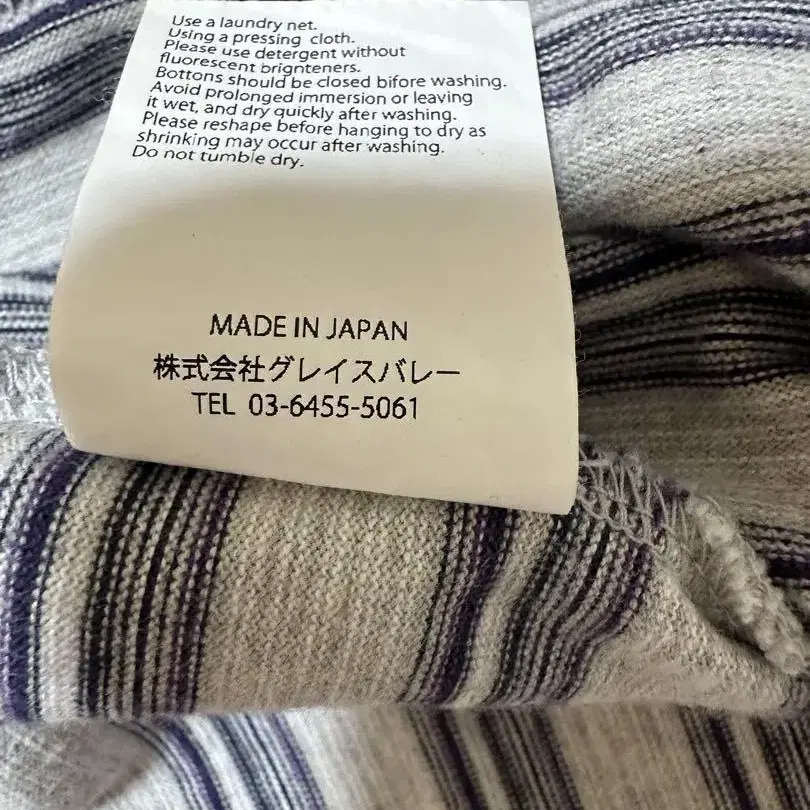 Use a laundry net.
Using a pressing cloth.
Please use detergent without
fluorescent brignteners.
Bottons should be closed bifore washing.
Avoid prolonged immersion or leaving
it wet, and dry quickly after washing.
Please reshape before hanging to dry as
shrinking may occur after washing.
Do not tumble dry.
MADE IN JAPAN
株式会社グレイスバレー
TEL 03-6455-5061